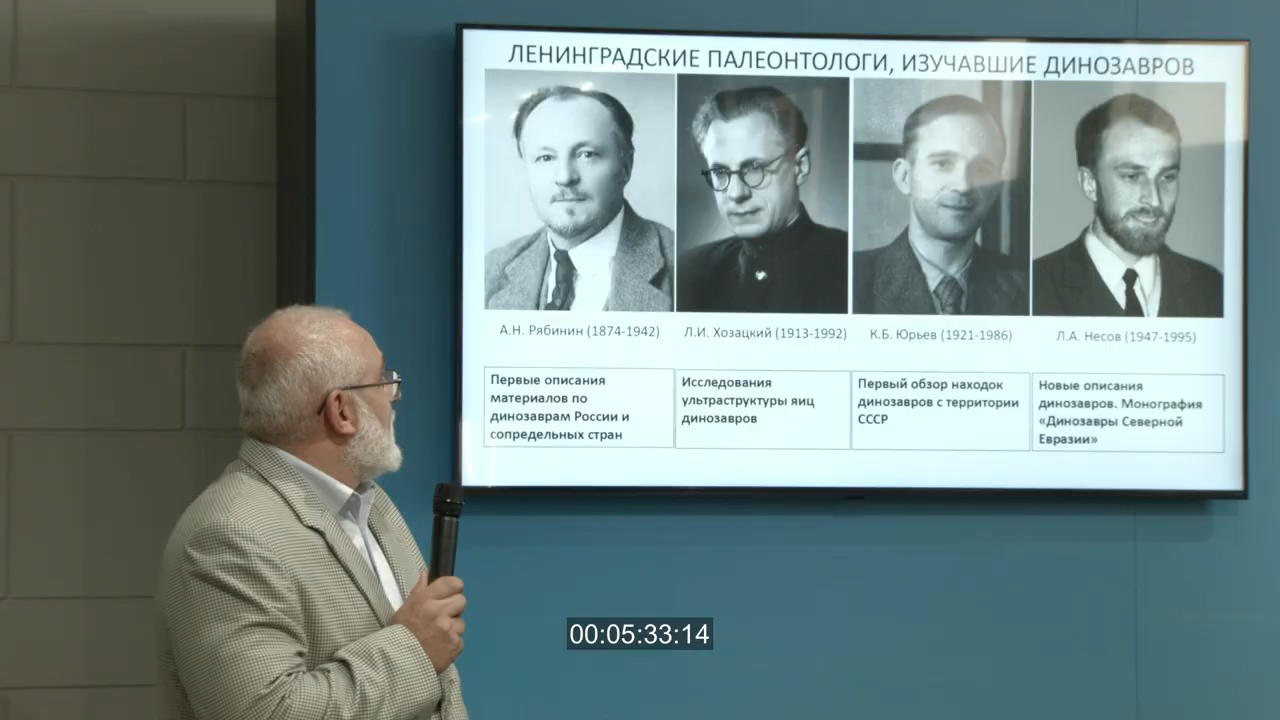 ЛЕНИНГРАДСКИЕ ПАЛЕОНТОЛОГИ, ИЗУЧАВШИЕ ДИНОЗАВРОВ
А.Н. Рябинин (1874-1942)
Л.И. Хозацкий (1913-1992)
К.Б. Юрьев (1921-1986)
Л.А. Несов (1947-1995)
Первые описания
материалов по
динозаврам России и
сопредельных стран
Исследования
ультраструктуры яиц
динозавров
Первый обзор находок
динозавров с территории
СССР
Новые описания
динозавров. Монография
«Динозавры Северной
Евразии»
00:05:33:14